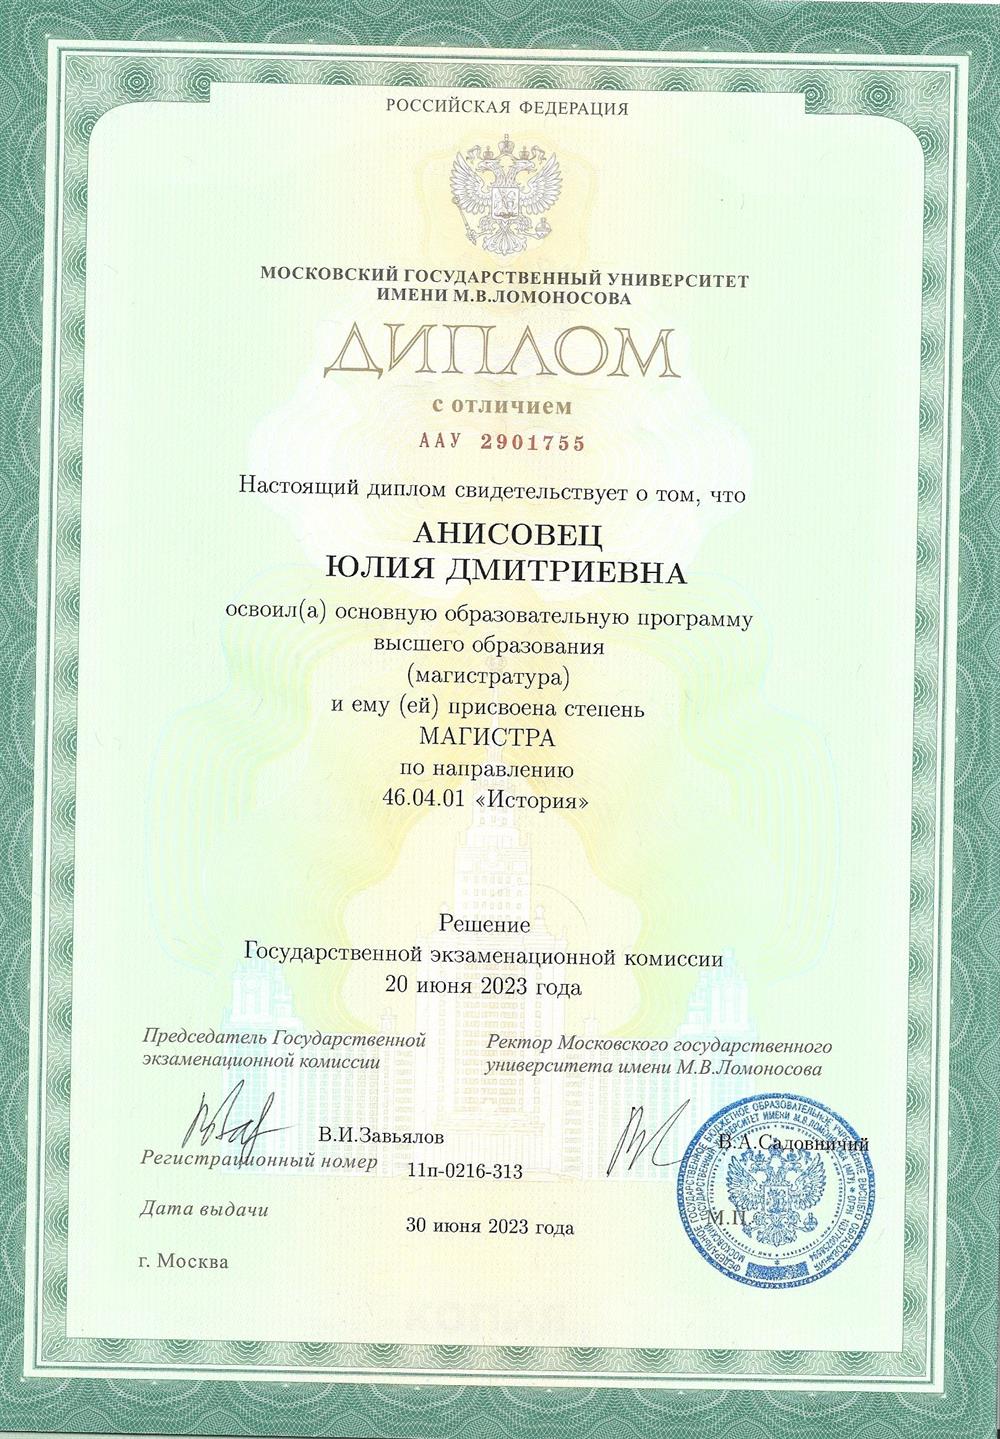 РОССИЙСКАЯ ФЕДЕРАЦИЯ
МОСКОВСКИЙ ГОСУДАРСТВЕННЫЙ УНИВЕРСИТЕТ
ИМЕНИ М.В.ЛОМОНОСОВА
ДИПЛОМ
с отличием
ААУ 2901755
Настоящий диплом свидетельствует о том, что
АНИСОВЕЦ
ЮЛИЯ ДМИТРИЕВНА
освоил(а) основную образовательную программу
высшего образования
(магистратура)
и ему (ей) присвоена степень
МАГИСТРА
по направлению
46.04.01 «История»
Решение
Государственной экзаменационной комиссии
20 июня 2023 года
Председатель Государственной
экзаменационной комиссии
Ректор Московского государственного
университета имени М.В.Ломоносова
В.И.Завьялов
В.А.Садовничий
Регистрационный номер 11п-0216-313
М.П.
Дата выдачи 30 июня 2023 года
г. Москва